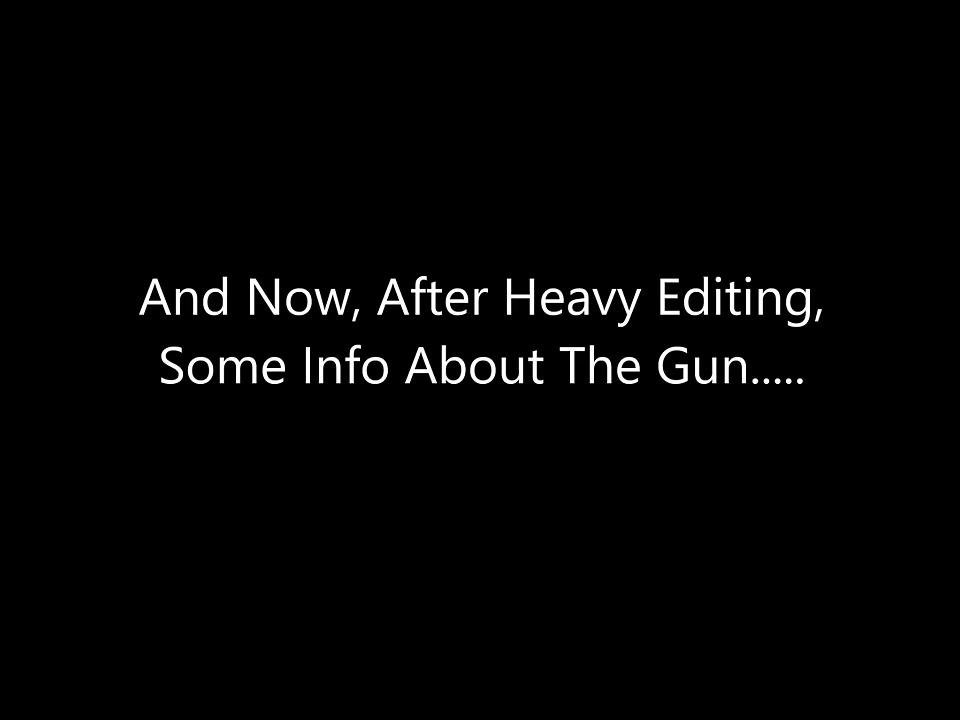 And Now, After Heavy Editing,
Some Info About The Gun.....